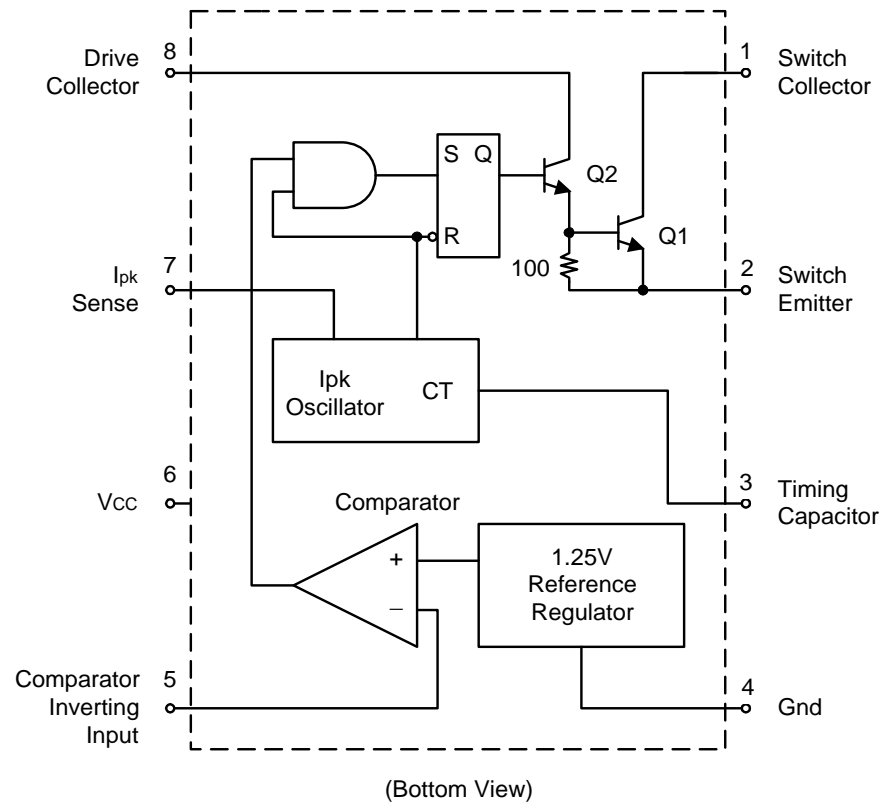 Drive
Collector
8
1
Switch
Collector
S Q
Q2
R
Q1
100
Ipk
Sense
7
2
Switch
Emitter
Ipk
Oscillator
CT
6
VCC
3
Timing
Capacitor
Comparator
+
−
1.25V
Reference
Regulator
Comparator
Inverting
Input
5
4
Gnd
(Bottom View)